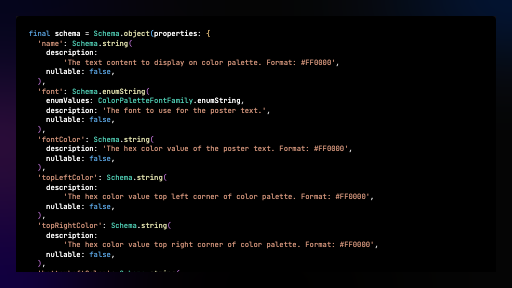 final schema = Schema.object(properties: {
'name': Schema.string(
description:
'The text content to display on color palette. Format: #FF0000',
nullable: false,
),
'font': Schema.enumString(
enumValues: ColorPaletteFontFamily.enumString,
description: 'The font to use for the poster text.',
nullable: false,
),
'fontColor': Schema.string(
description: 'The hex color value of the poster text. Format: #FF0000',
nullable: false,
),
'topLeftColor': Schema.string(
description:
'The hex color value top left corner of color palette. Format: #FF0000',
nullable: false,
),
'topRightColor': Schema.string(
description:
'The hex color value top right corner of color palette. Format: #FF0000',
nullable: false,
),